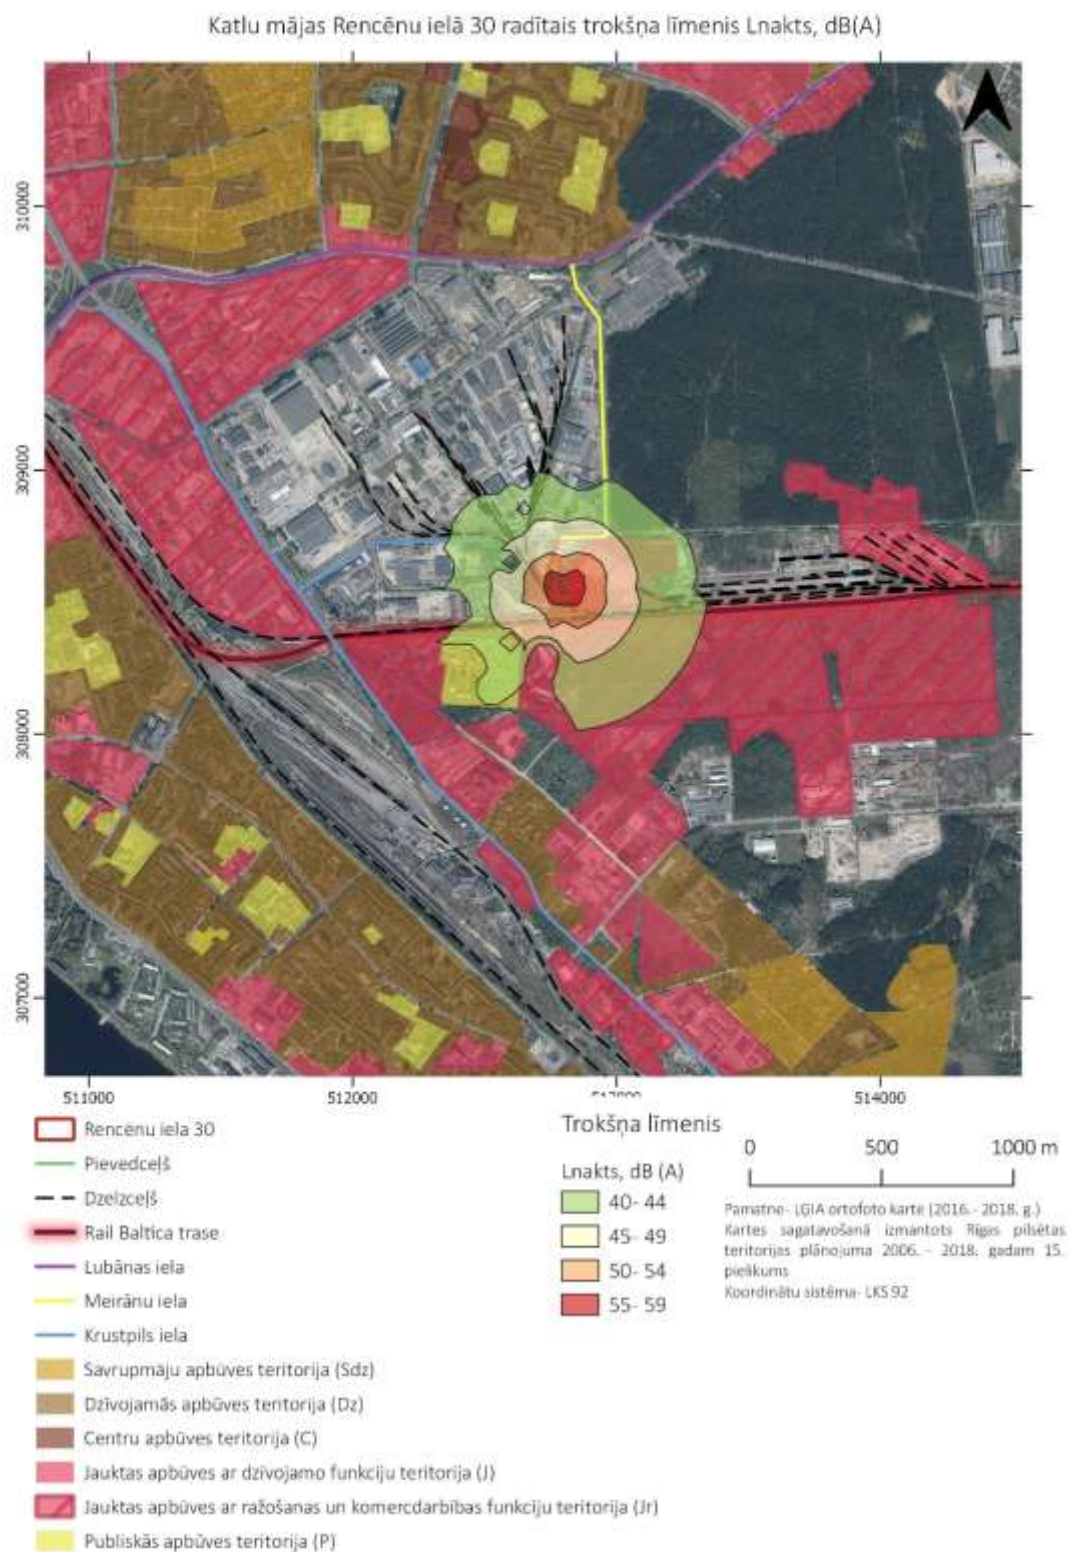 Katlu mājas Rencēnu ielā 30 radītais trokšņa līmenis Lnakts, dB(A)
310000
309000
308000
307000
511000
512000
514000
Rencēnu iela 30
Pievedceļš
Dzelzceļš
Rail Baltica trase
Lubānas iela
Meirānu iela
Krustpils iela
Savrupmāju apbūves teritorija (Sdz)
Dzīvojamās apbūves teritorija (Dz)
Centru apbūves teritorija (C)
Jauktas apbūves ar dzīvojamo funkciju teritorija (J)
Jauktas apbūves ar ražošanas un komercdarbības funkciju teritorija (Jr)
Publiskās apbūves teritorija (P)
Trokšņa līmenis
Lnakts, dB (A)
40- 44
45- 49
50- 54
55- 59
0 500 1000 m
Pamatne- LĢIA ortofoto karte (2016. - 2018. g.)
Kartes sagatavošanā izmantots Rīgas pilsētas
teritorijas plānojuma 2006. - 2018. gadam 15.
pielikums
Koordinātu sistēma- LKS 92